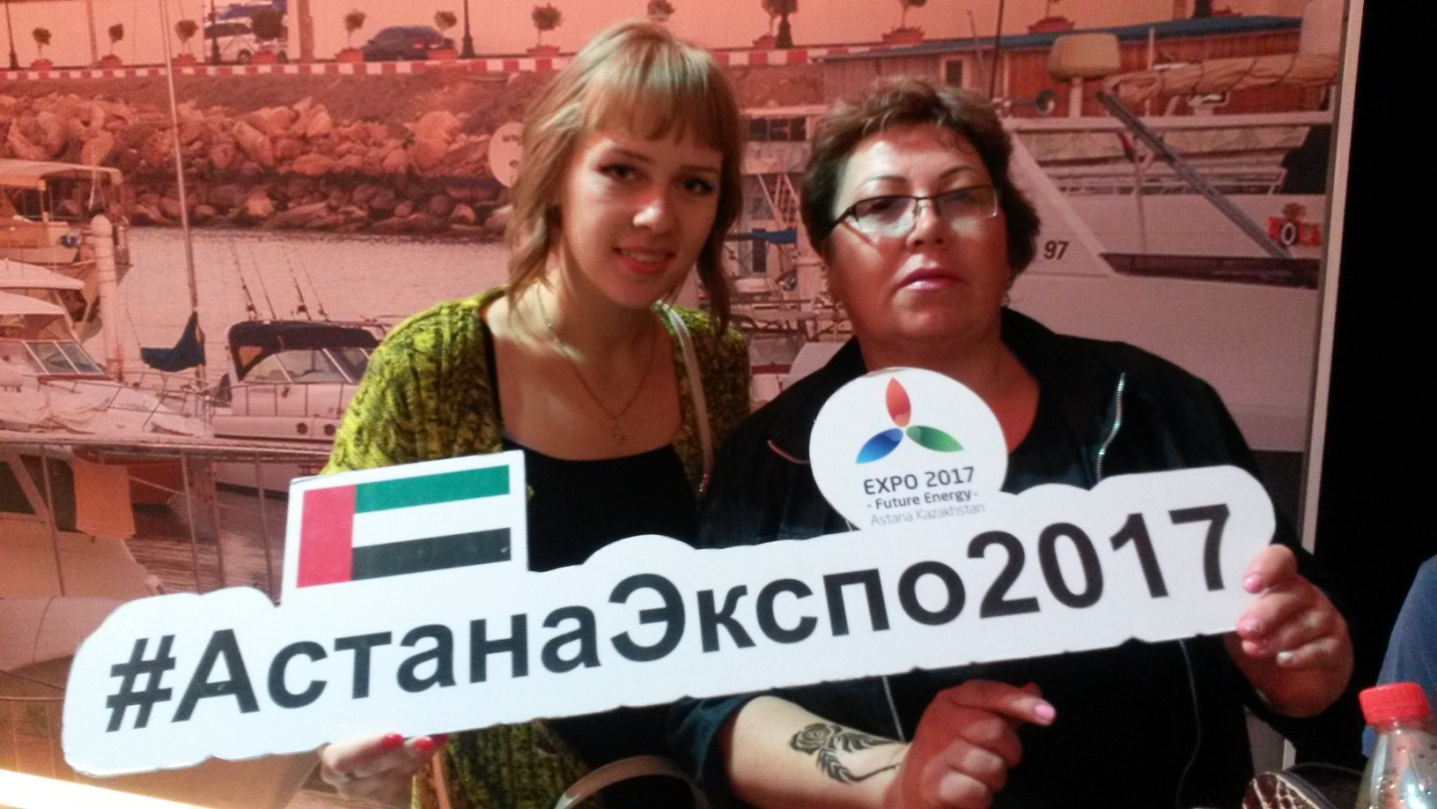 97
EXPO 2017
- Future Energy -
Astana Kazakhstan
#АстанаЭкспо2017